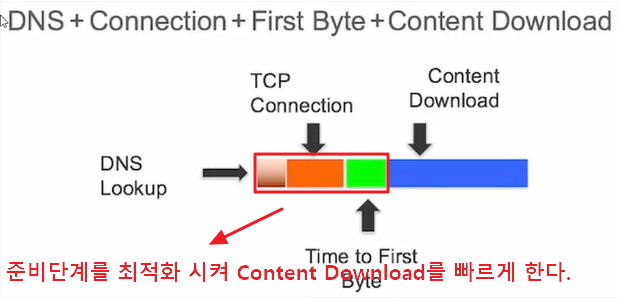 DNS + Connection + First Byte + Content Download
TCP
Connection
Content
Download
DNS
Lookup
Time to First
Byte
준비단계를 최적화 시켜 Content Download를 빠르게 한다.